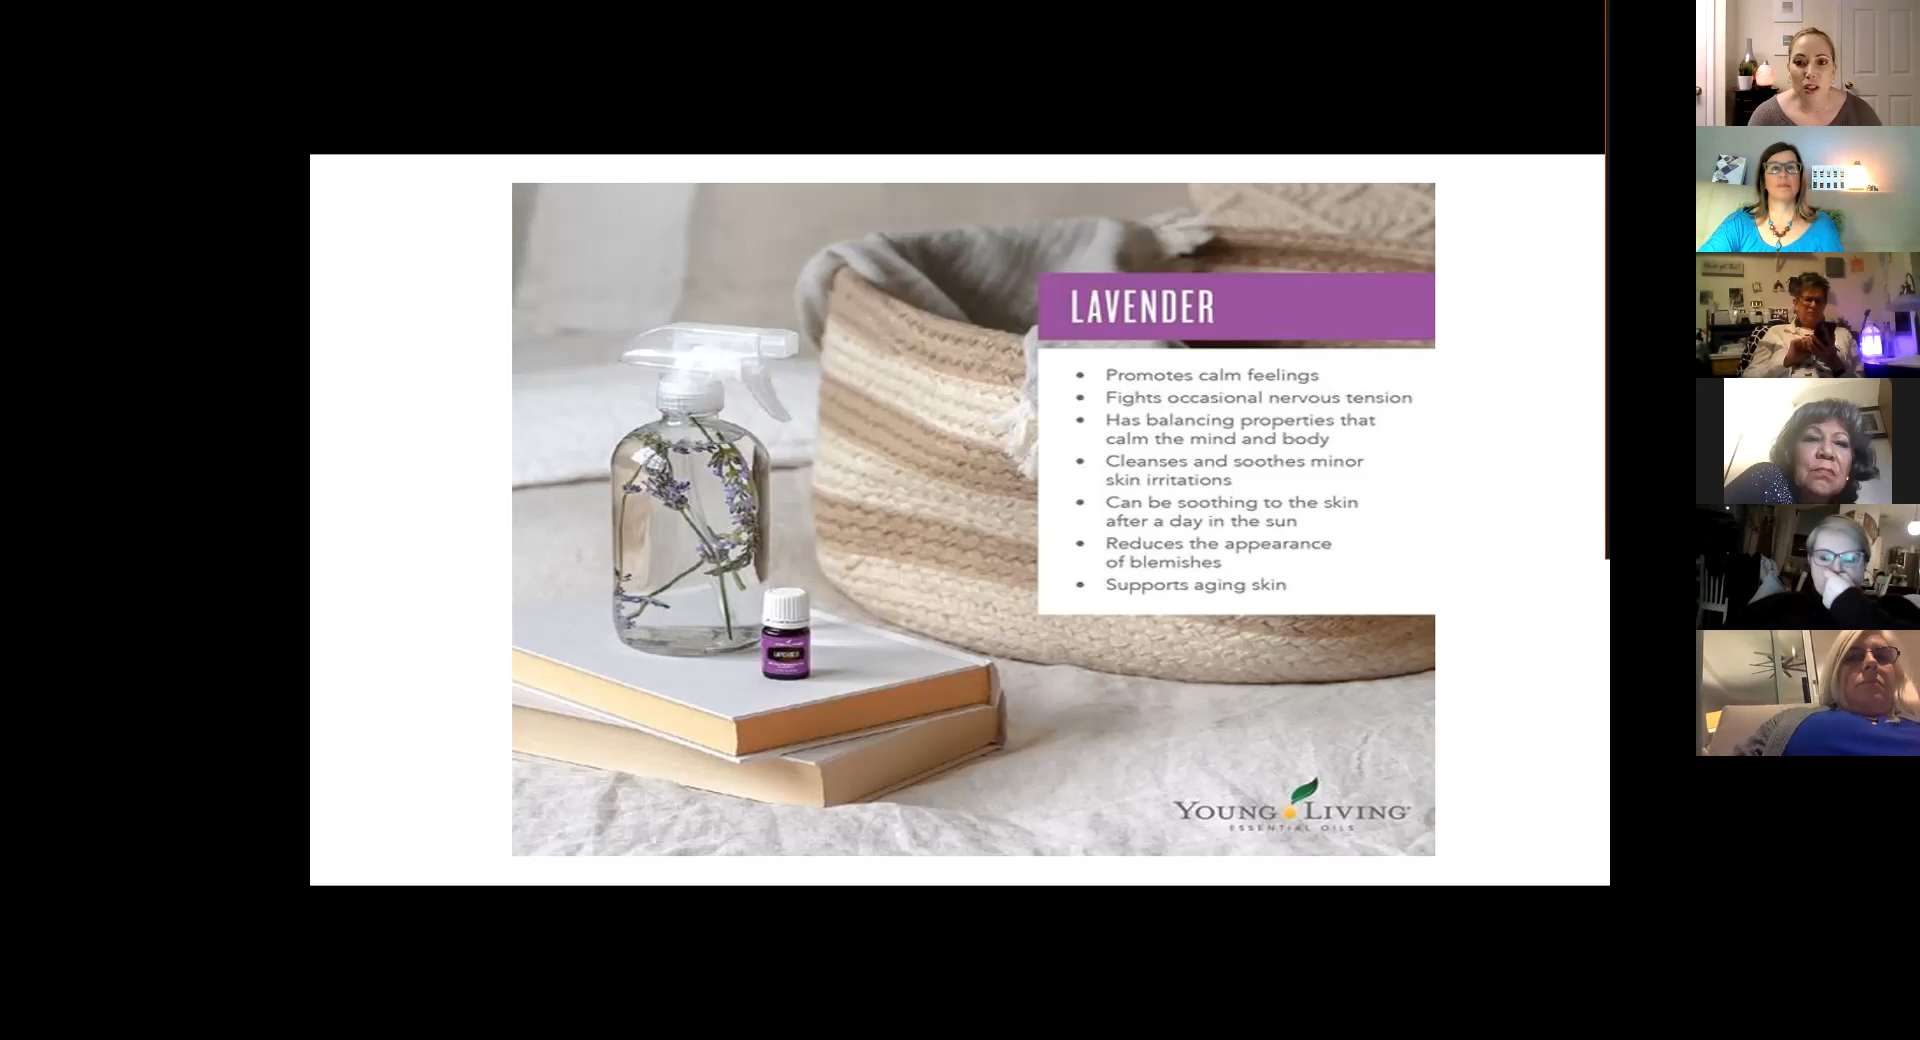 LAVENDER
• Promotes calm feelings
• Fights occasional nervous tension
• Has balancing properties that
calm the mind and body
• Cleanses and soothes minor
skin irritations
• Can be soothing to the skin
after a day in the sun
• Reduces the appearance
of blemishes
• Supports aging skin
LAVENDER
YOUNG LIVING
ESSENTIAL OILS